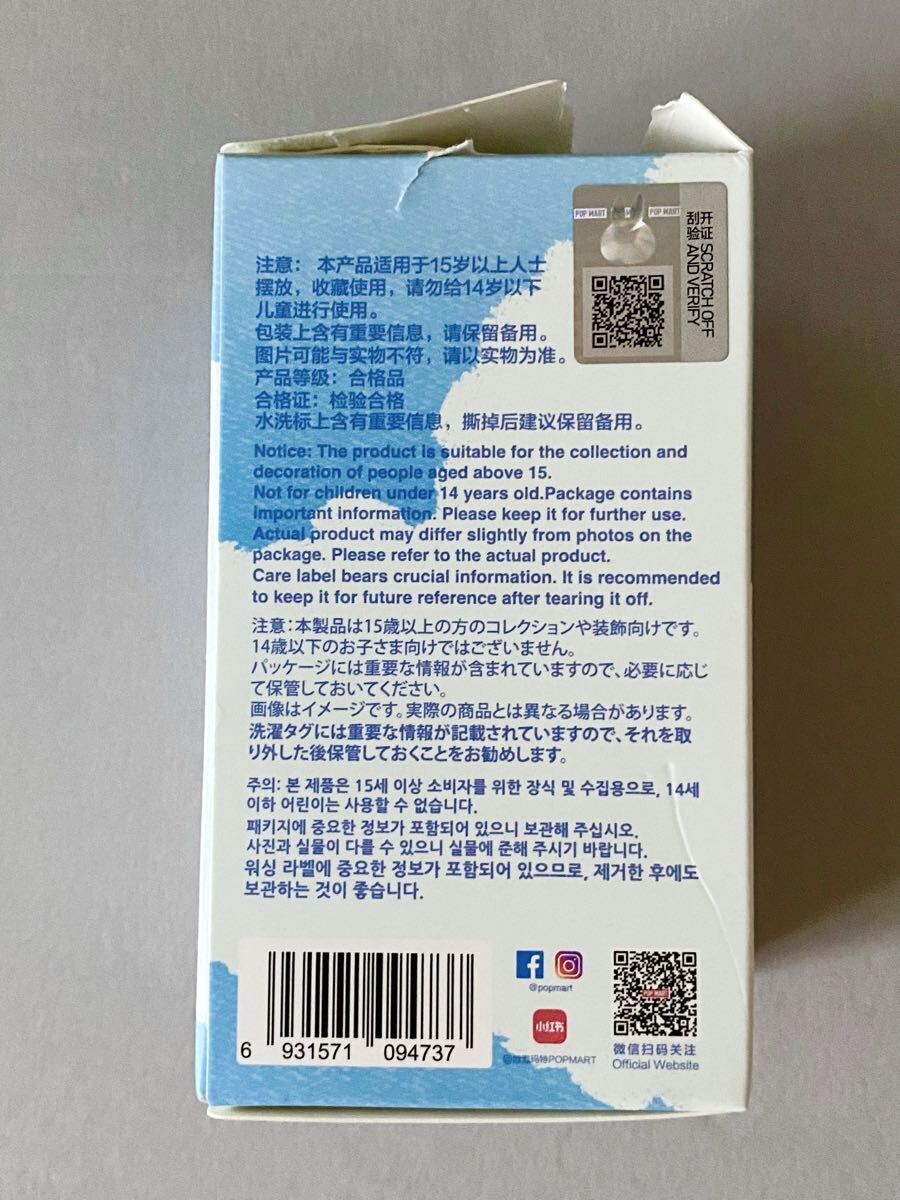 POP MART
POP MART
开证 SCRATCH OFF
刮验 AND VERIFY
注意： 本产品适用于15岁以上人士
摆放，收藏使用，请勿给14岁以下
儿童进行使用。
包装上含有重要信息，请保留备用。
图片可能与实物不符，请以实物为准。
产品等级：合格品
合格证：检验合格
水洗标上含有重要信息，撕掉后建议保留备用。
Notice: The product is suitable for the collection and
decoration of people aged above 15.
Not for children under 14 years old.Package contains
important information. Please keep it for further use.
Actual product may differ slightly from photos on the
package. Please refer to the actual product.
Care label bears crucial information. It is recommended
to keep it for future reference after tearing it off.
注意：本製品は15歳以上の方のコレクションや装飾向けです。
14歳以下のお子さま向けではございません。
パッケージには重要な情報が含まれていますので、必要に応じ
て保管しておいてください。
画像はイメージです。実際の商品とは異なる場合があります。
洗濯タグには重要な情報が記載されていますので、それを取
り外した後保管しておくことをお勧めします。
주의: 본 제품은 15세 이상 소비자를 위한 장식 및 수집용으로, 14세
이하 어린이는 사용할 수 없습니다.
패키지에 중요한 정보가 포함되어 있으니 보관해 주십시오.
사진과 실물이 다를 수 있으니 실물에 준해 주시기 바랍니다.
워싱 라벨에 중요한 정보가 포함되어 있으므로, 제거한 후에도
보관하는 것이 좋습니다.
6 931571 094737
@popmart
小红书
@泡泡玛特POPMART
POP MART
微信扫码关注
Official Website